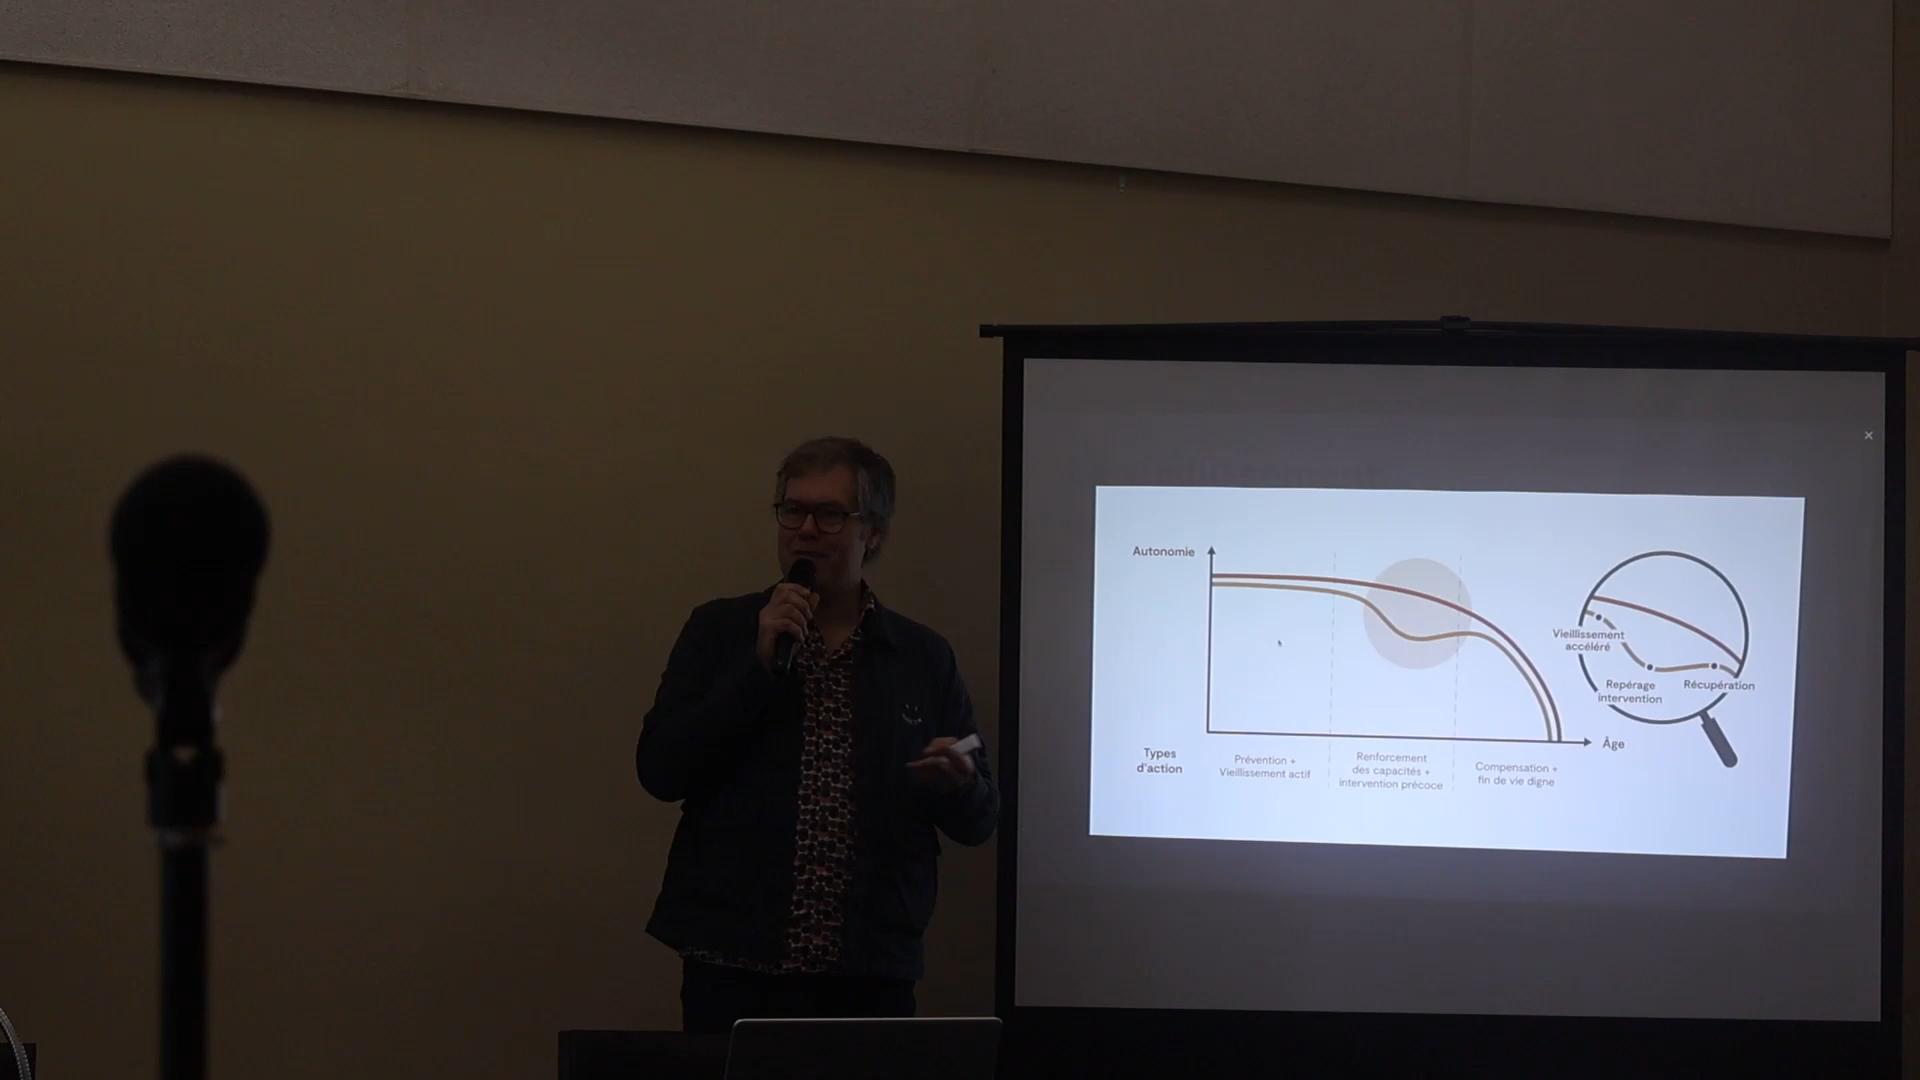 ×
Autonomie
Vieillissement
accéléré
Repérage
intervention
Récupération
Âge
Types
d'action
Prévention +
Vieillissement actif
Renforcement
des capacités +
intervention précoce
Compensation +
fin de vie digne